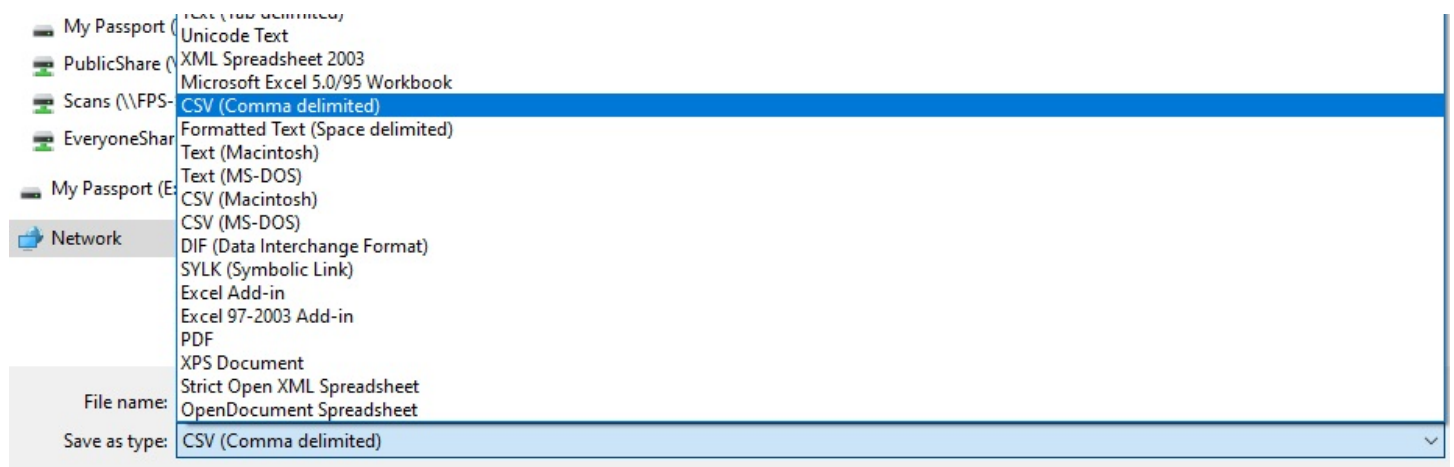 My Passport (
PublicShare (\
Scans (\\FPS-
EveryoneShar
My Passport (E:
Network
Text (Tab delimited)
Unicode Text
XML Spreadsheet 2003
Microsoft Excel 5.0/95 Workbook
CSV (Comma delimited)
Formatted Text (Space delimited)
Text (Macintosh)
Text (MS-DOS)
CSV (Macintosh)
CSV (MS-DOS)
DIF (Data Interchange Format)
SYLK (Symbolic Link)
Excel Add-in
Excel 97-2003 Add-in
PDF
XPS Document
Strict Open XML Spreadsheet
OpenDocument Spreadsheet
File name:
Save as type: CSV (Comma delimited)